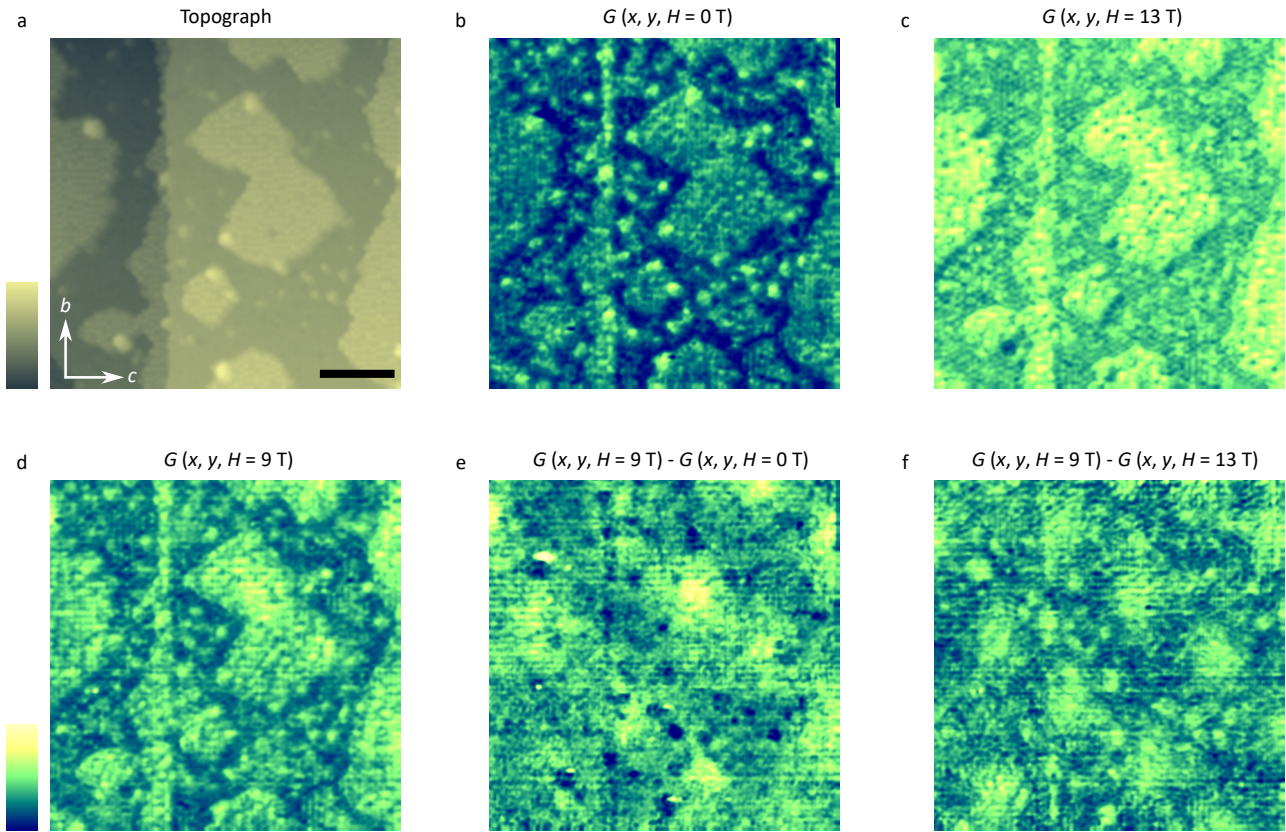 a
Topograph
b
G (x, y, H = 0 T)
c
G (x, y, H = 13 T)
b
c
d
G (x, y, H = 9 T)
e
G (x, y, H = 9 T) - G (x, y, H = 0 T)
f
G (x, y, H = 9 T) - G (x, y, H = 13 T)